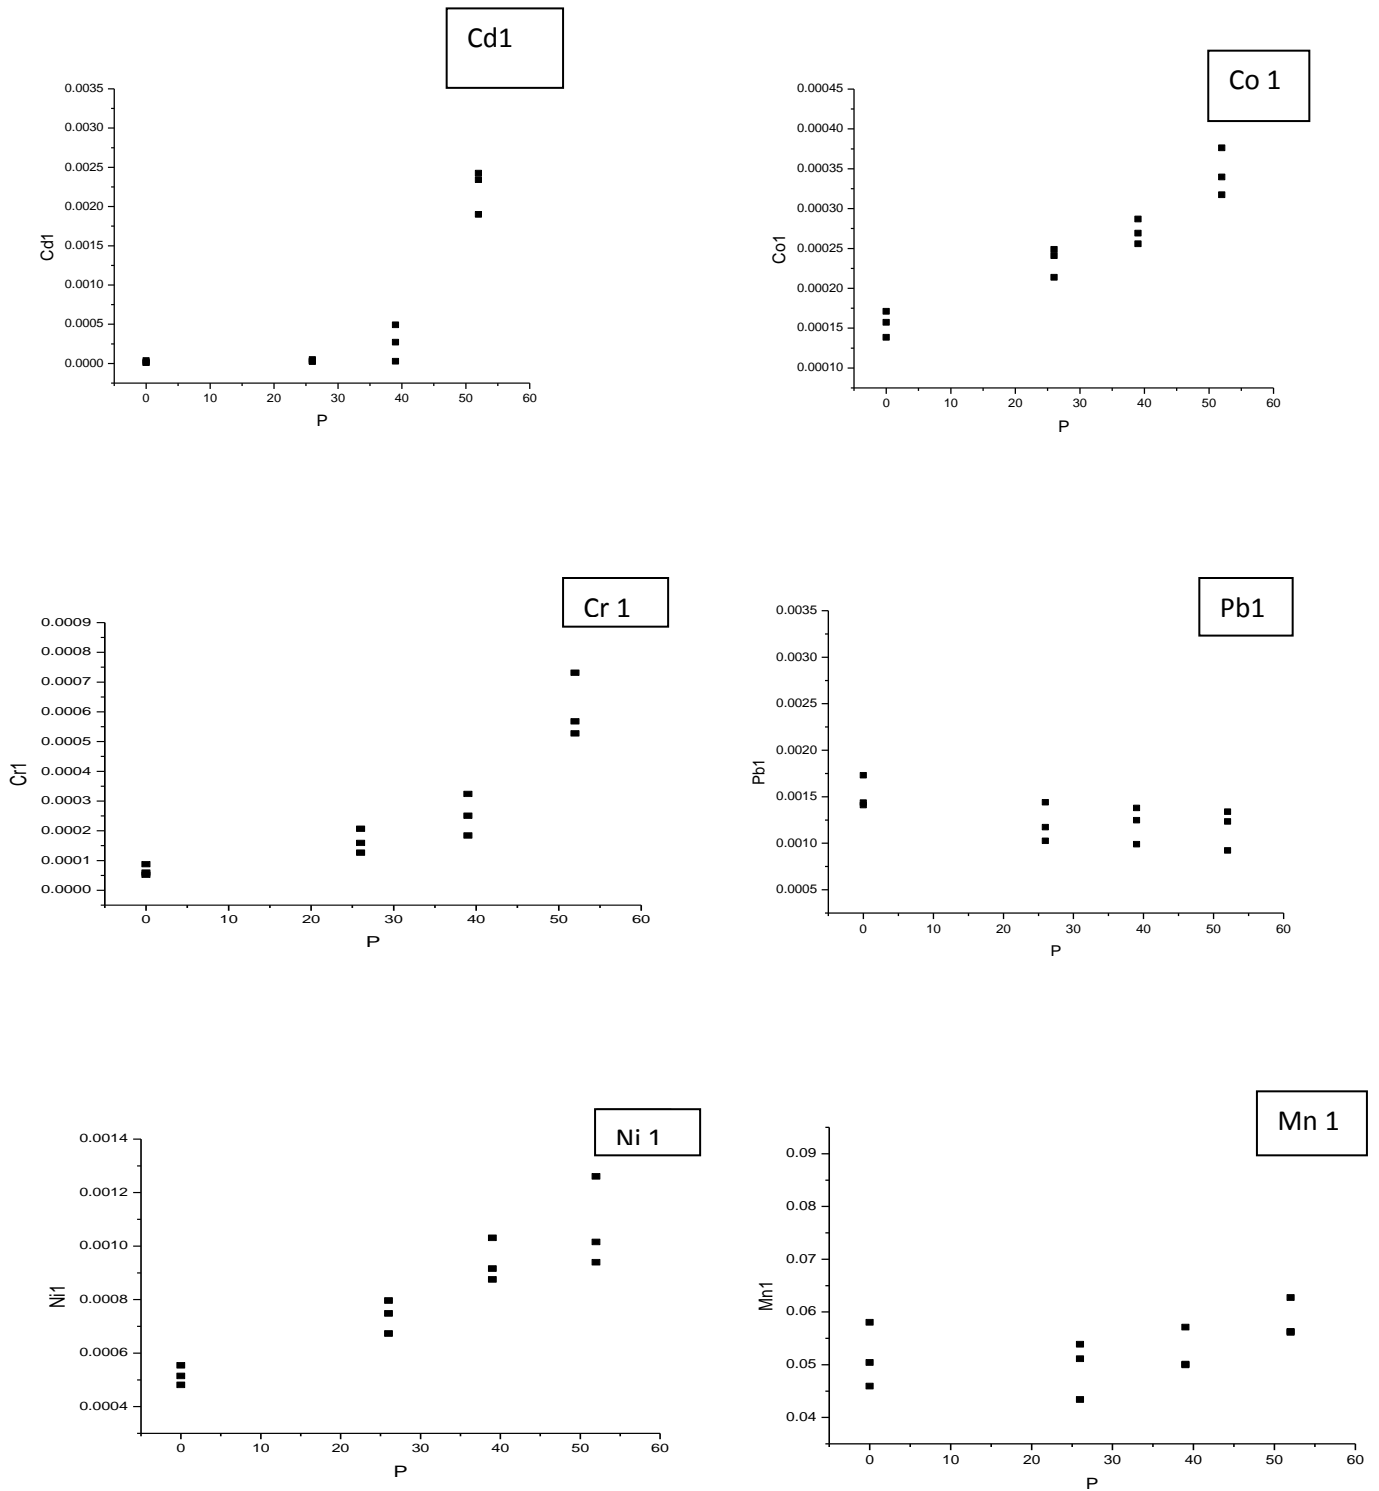 Cd1
0.0035
0.0030
0.0025
0.0020
0.0015
0.0010
0.0005
0.0000
Cd1
0 10 20 30 40 50 60
P
Co 1
0.00045
0.00040
0.00035
0.00030
0.00025
0.00020
0.00015
0.00010
Co1
0 10 20 30 40 50 60
P
Cr 1
0.0009
0.0008
0.0007
0.0006
0.0005
0.0004
0.0003
0.0002
0.0001
0.0000
Cr1
0 10 20 30 40 50 60
P
Pb1
0.0035
0.0030
0.0025
0.0020
0.0015
0.0010
0.0005
Pb1
0 10 20 30 40 50 60
P
Ni 1
0.0014
0.0012
0.0010
0.0008
0.0006
0.0004
Ni1
0 10 20 30 40 50 60
P
Mn 1
0.09
0.08
0.07
0.06
0.05
0.04
Mn1
0 10 20 30 40 50 60
P